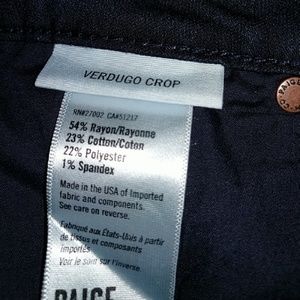 VERDUGO CROP
RN#27002 CA#51217
54% Rayon/Rayonne
23% Cotton/Coton
22% Polyester
1% Spandex
Made in the USA of Imported
fabric and components.
See care on reverse.
Fabriqué aux États-Unis à partir
de tissus et composants
importés
Voir le soin sur l'inverse.
PAIGE
PAIGE